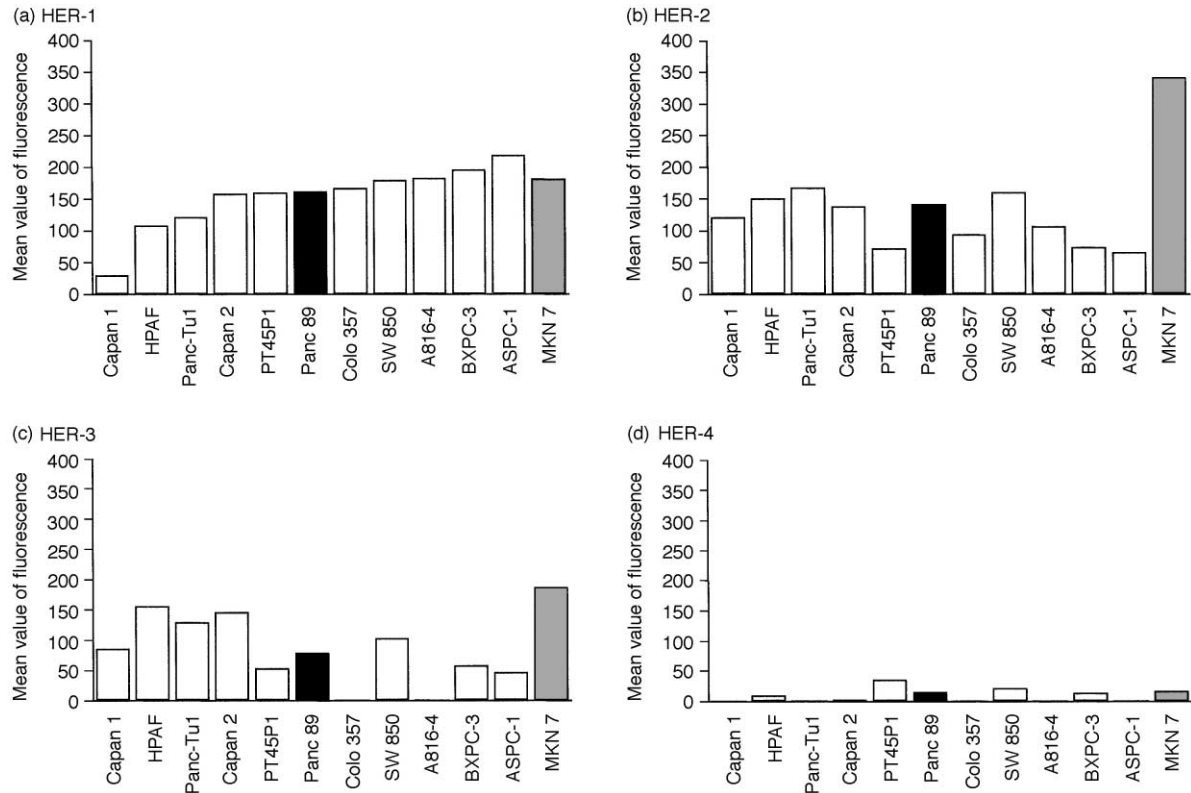 (a) HER-1
Mean value of fluorescence
400
350
300
250
200
150
100
50
0
Capan 1
HPAF
Panc-Tu1
Capan 2
PT45P1
Panc 89
Colo 357
SW 850
A816-4
BXPC-3
ASPC-1
MKN 7
(b) HER-2
Mean value of fluorescence
400
350
300
250
200
150
100
50
0
Capan 1
HPAF
Panc-Tu1
Capan 2
PT45P1
Panc 89
Colo 357
SW 850
A816-4
BXPC-3
ASPC-1
MKN 7
(c) HER-3
Mean value of fluorescence
400
350
300
250
200
150
100
50
0
Capan 1
HPAF
Panc-Tu1
Capan 2
PT45P1
Panc 89
Colo 357
SW 850
A816-4
BXPC-3
ASPC-1
MKN 7
(d) HER-4
Mean value of fluorescence
400
350
300
250
200
150
100
50
0
Capan 1
HPAF
Panc-Tu1
Capan 2
PT45P1
Panc 89
Colo 357
SW 850
A816-4
BXPC-3
ASPC-1
MKN 7